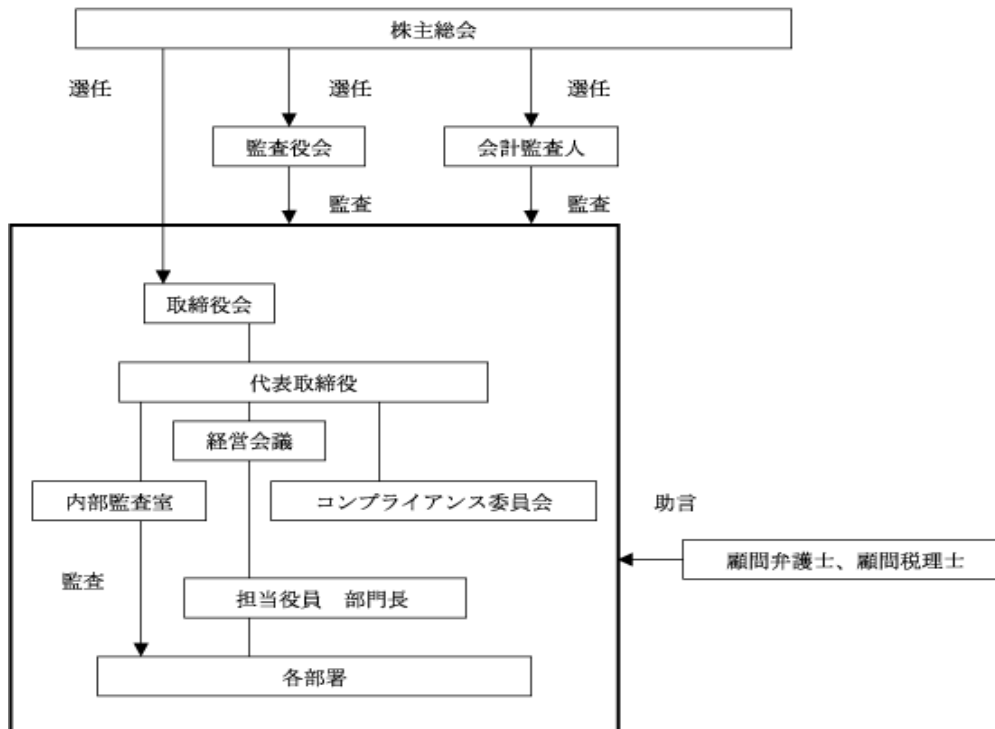 株主総会
選任
選任
選任
監査役会
会計監査人
監査
監査
取締役会
代表取締役
経営会議
内部監査室
コンプライアンス委員会
助言
顧問弁護士、顧問税理士
監査
担当役員　部門長
各部署